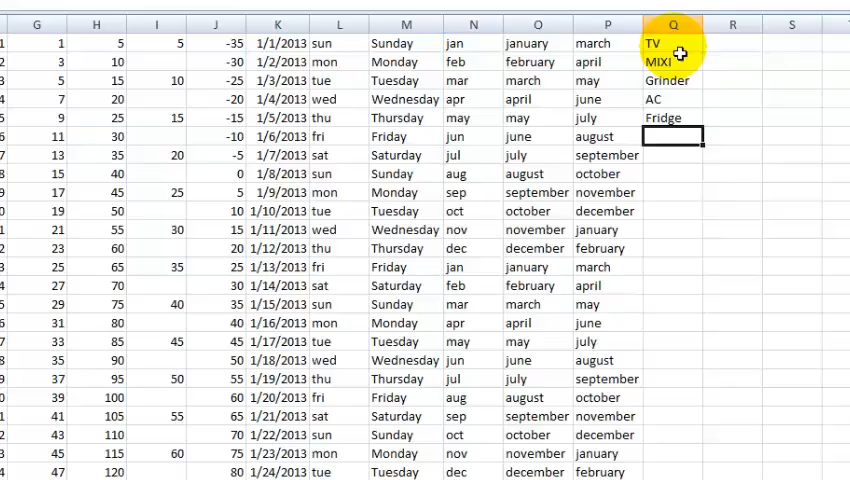 G H I J K L M N O P Q R S
1 1 5 5 -35 1/1/2013 sun Sunday jan january march TV
2 3 10 -30 1/2/2013 mon Monday feb february april MIXI
3 5 15 10 -25 1/3/2013 tue Tuesday mar march may Grinder
4 7 20 -20 1/4/2013 wed Wednesday apr april june AC
5 9 25 15 -15 1/5/2013 thu Thursday may may july Fridge
6 11 30 -10 1/6/2013 fri Friday jun june august
7 13 35 20 -5 1/7/2013 sat Saturday jul july september
8 15 40 0 1/8/2013 sun Sunday aug august october
9 17 45 25 5 1/9/2013 mon Monday sep september november
0 19 50 10 1/10/2013 tue Tuesday oct october december
1 21 55 30 15 1/11/2013 wed Wednesday nov november january
2 23 60 20 1/12/2013 thu Thursday dec december february
3 25 65 35 25 1/13/2013 fri Friday jan january march
4 27 70 30 1/14/2013 sat Saturday feb february april
5 29 75 40 35 1/15/2013 sun Sunday mar march may
6 31 80 40 1/16/2013 mon Monday apr april june
7 33 85 45 45 1/17/2013 tue Tuesday may may july
8 35 90 50 1/18/2013 wed Wednesday jun june august
9 37 95 50 55 1/19/2013 thu Thursday jul july september
0 39 100 60 1/20/2013 fri Friday aug august october
1 41 105 55 65 1/21/2013 sat Saturday sep september november
2 43 110 70 1/22/2013 sun Sunday oct october december
3 45 115 60 75 1/23/2013 mon Monday nov november january
4 47 120 80 1/24/2013 tue Tuesday dec december february